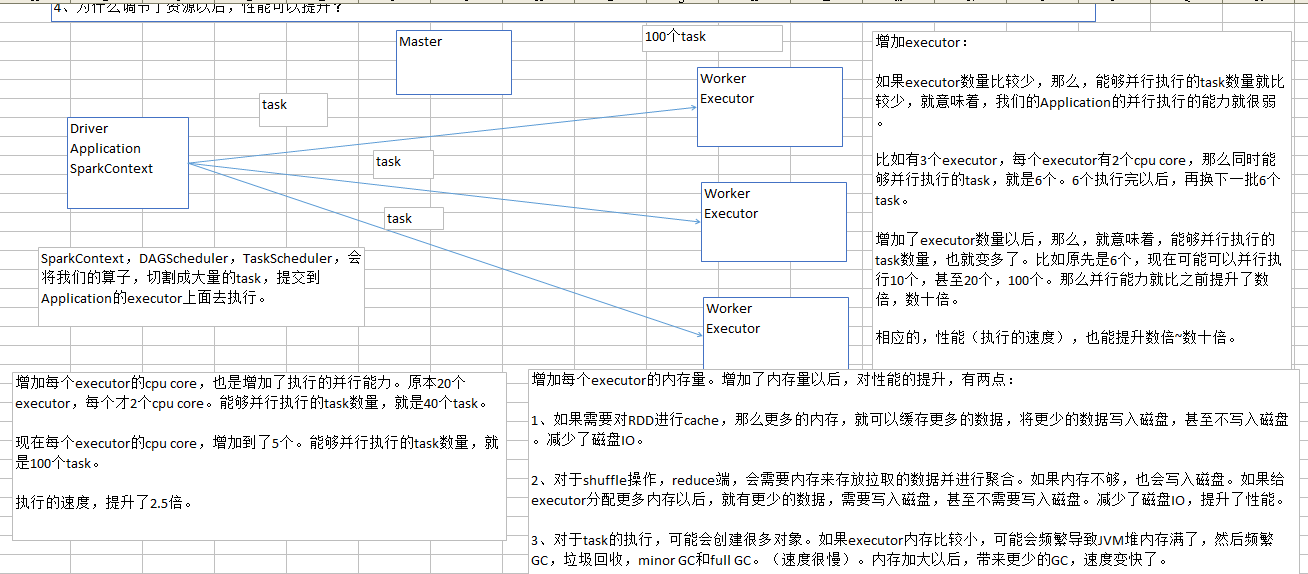 4、为什么调节了资源以后，性能可以提升？
Master
100个task
Worker
Executor
task
Driver
Application
SparkContext
task
Worker
Executor
task
SparkContext，DAGScheduler，TaskScheduler，会
将我们的算子，切割成大量的task，提交到
Application的executor上面去执行。
Worker
Executor
增加executor：
如果executor数量比较少，那么，能够并行执行的task数量就比
较少，就意味着，我们的Application的并行执行的能力就很弱
。
比如有3个executor，每个executor有2个cpu core，那么同时能
够并行执行的task，就是6个。6个执行完以后，再换下一批6个
task。
增加了executor数量以后，那么，就意味着，能够并行执行的
task数量，也就变多了。比如原先是6个，现在可能可以并行执
行10个，甚至20个，100个。那么并行能力就比之前提升了数
倍，数十倍。
相应的，性能（执行的速度），也能提升数倍~数十倍。
增加每个executor的cpu core，也是增加了执行的并行能力。原本20个
executor，每个才2个cpu core。能够并行执行的task数量，就是40个task。
现在每个executor的cpu core，增加到了5个。能够并行执行的task数量，就
是100个task。
执行的速度，提升了2.5倍。
增加每个executor的内存量。增加了内存量以后，对性能的提升，有两点：
1、如果需要对RDD进行cache，那么更多的内存，就可以缓存更多的数据，将更少的数据写入磁盘，甚至不写入磁盘
。减少了磁盘IO。
2、对于shuffle操作，reduce端，会需要内存来存放拉取的数据并进行聚合。如果内存不够，也会写入磁盘。如果给
executor分配更多内存以后，就有更少的数据，需要写入磁盘，甚至不需要写入磁盘。减少了磁盘IO，提升了性能。
3、对于task的执行，可能会创建很多对象。如果executor内存比较小，可能会频繁导致JVM堆内存满了，然后频繁
GC，垃圾回收，minor GC和full GC。（速度很慢）。内存加大以后，带来更少的GC，速度变快了。